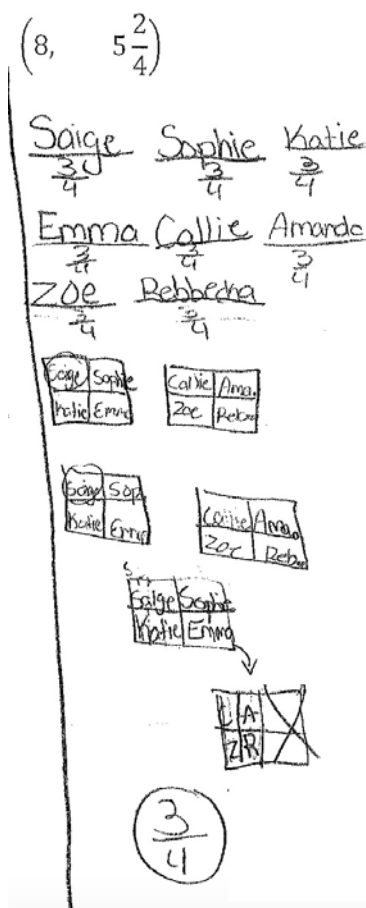 (8, 5 2/4)
Saige Sophie Katie
3/4 3/4 3/4
Emma Callie Amanda
3/4 3/4 3/4
Zoe Rebbecka
3/4 3/4
Saige Sophie Callie Ama.
Katie Emma Zoe Rebe
Saige Sop. Callie Ama.
Katie Emma Zoe Rebe
Saige Sophie
Katie Emma
A
Z R
3/4